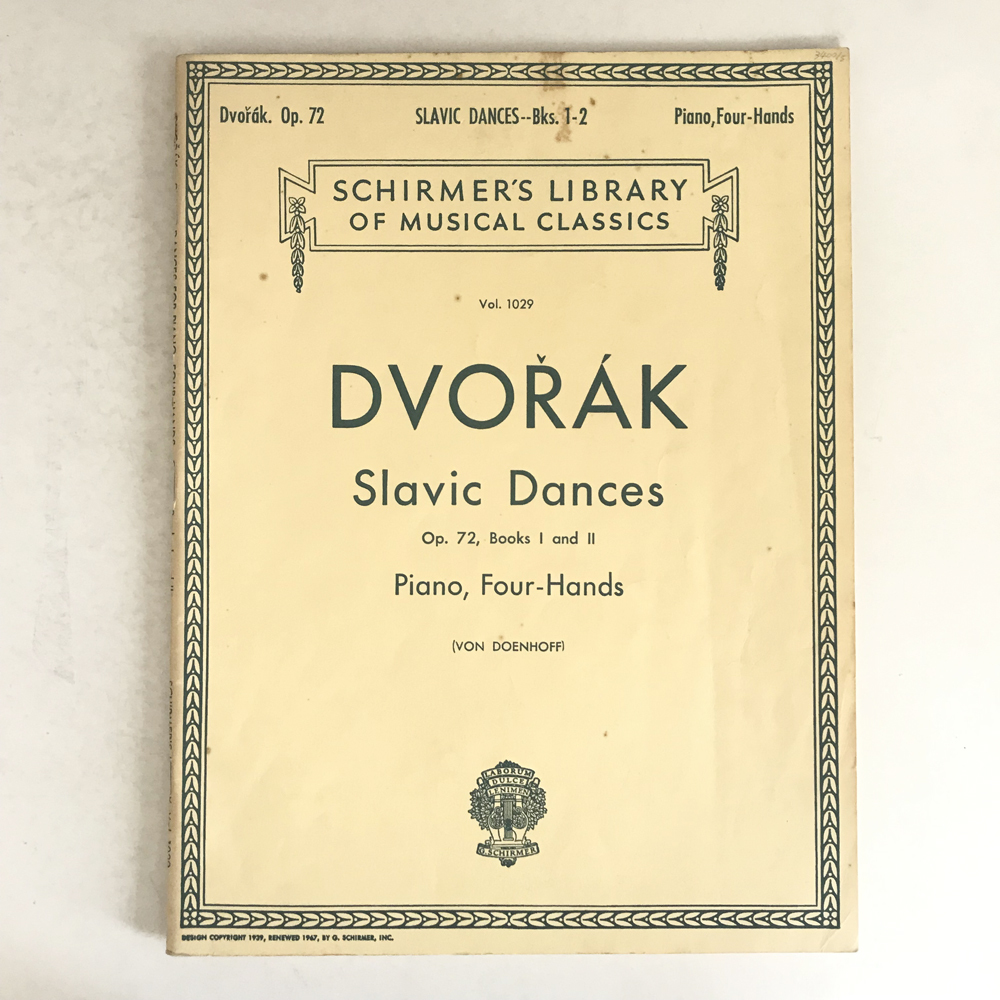 Dvořák. Op. 72 SLAVIC DANCES--Bks. 1-2 Piano, Four-Hands
SCHIRMER'S LIBRARY
OF MUSICAL CLASSICS
Vol. 1029
DVOŘÁK
Slavic Dances
Op. 72, Books I and II
Piano, Four-Hands
(VON DOENHOFF)
LABORUM
DULCE
LENIMEN
G. SCHIRMER
DESIGN COPYRIGHT 1939, RENEWED 1967, BY G. SCHIRMER, INC.